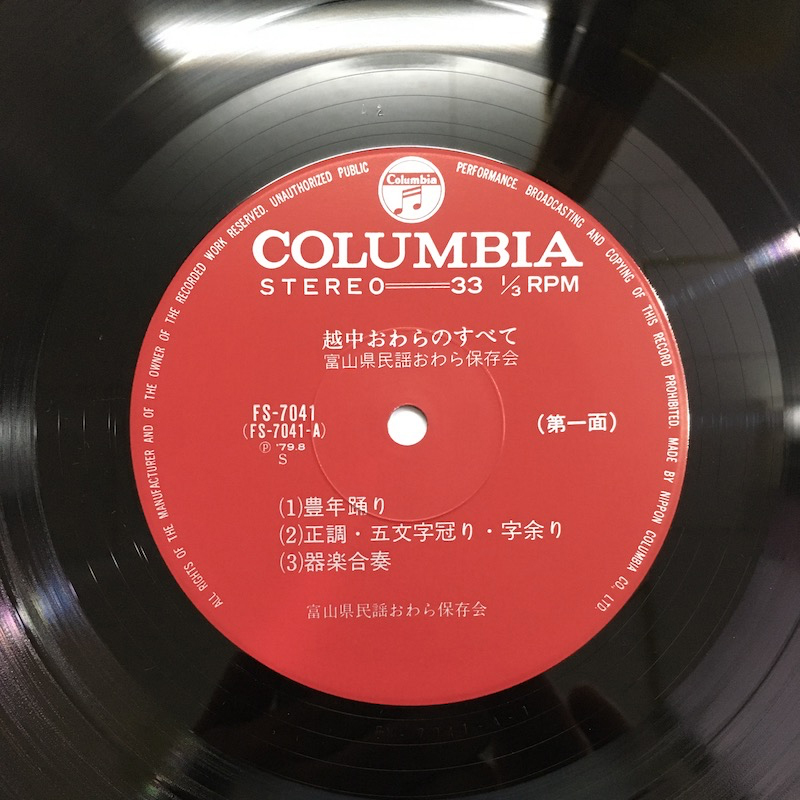 ALL RIGHTS OF THE MANUFACTURER AND OF THE OWNER OF THE RECORDED WORK RESERVED. UNAUTHORIZED PUBLIC PERFORMANCE BROADCASTING AND COPYING OF THIS RECORD PROHIBITED. MADE BY NIPPON COLUMBIA CO., LTD
Columbia
COLUMBIA
STEREO 33 1/3 RPM
越中おわらのすべて
富山県民謡おわら保存会
FS-7041
(FS-7041-A)
Ⓟ '79.8
S
(第一面)
(1)豊年踊り
(2)正調・五文字冠り・字余り
(3)器楽合奏
富山県民謡おわら保存会